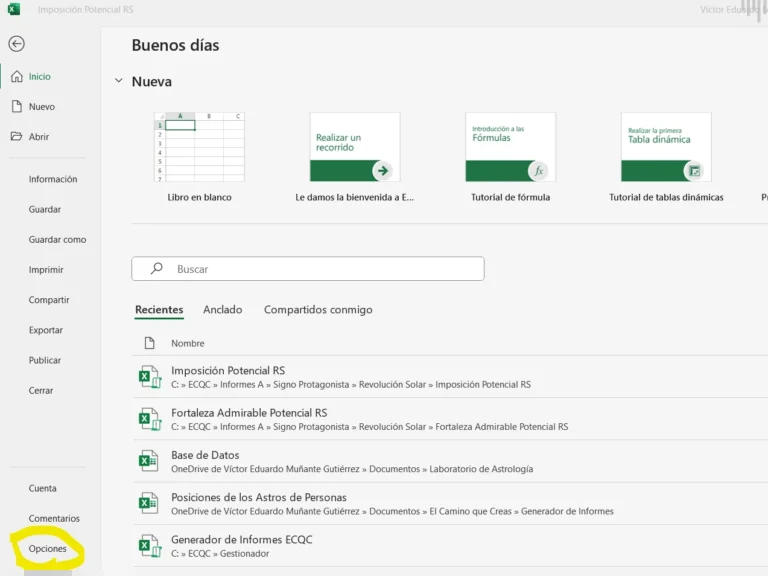 Imposición Potencial RS
Buenos días
Inicio
Nueva
Nuevo
Abrir
A B C
1
2
3
4
5
6
7
Realizar un
recorrido
Introducción a las
Fórmulas
fx
Realizar la primera
Tabla dinámica
Libro en blanco
Le damos la bienvenida a E...
Tutorial de fórmula
Tutorial de tablas dinámicas
Información
Guardar
Guardar como
Imprimir
Compartir
Exportar
Publicar
Cerrar
Buscar
Recientes Anclado Compartidos conmigo
Nombre
Imposición Potencial RS
C: » ECQC » Informes A » Signo Protagonista » Revolución Solar » Imposición Potencial RS
Fortaleza Admirable Potencial RS
C: » ECQC » Informes A » Signo Protagonista » Revolución Solar » Fortaleza Admirable Potencial RS
Base de Datos
OneDrive de Víctor Eduardo Muñante Gutiérrez » Documentos » Laboratorio de Astrología
Posiciones de los Astros de Personas
OneDrive de Víctor Eduardo Muñante Gutiérrez » Documentos » El Camino que Creas » Generador de Informes
Generador de Informes ECQC
C: » ECQC » Gestionador
Cuenta
Comentarios
Opciones